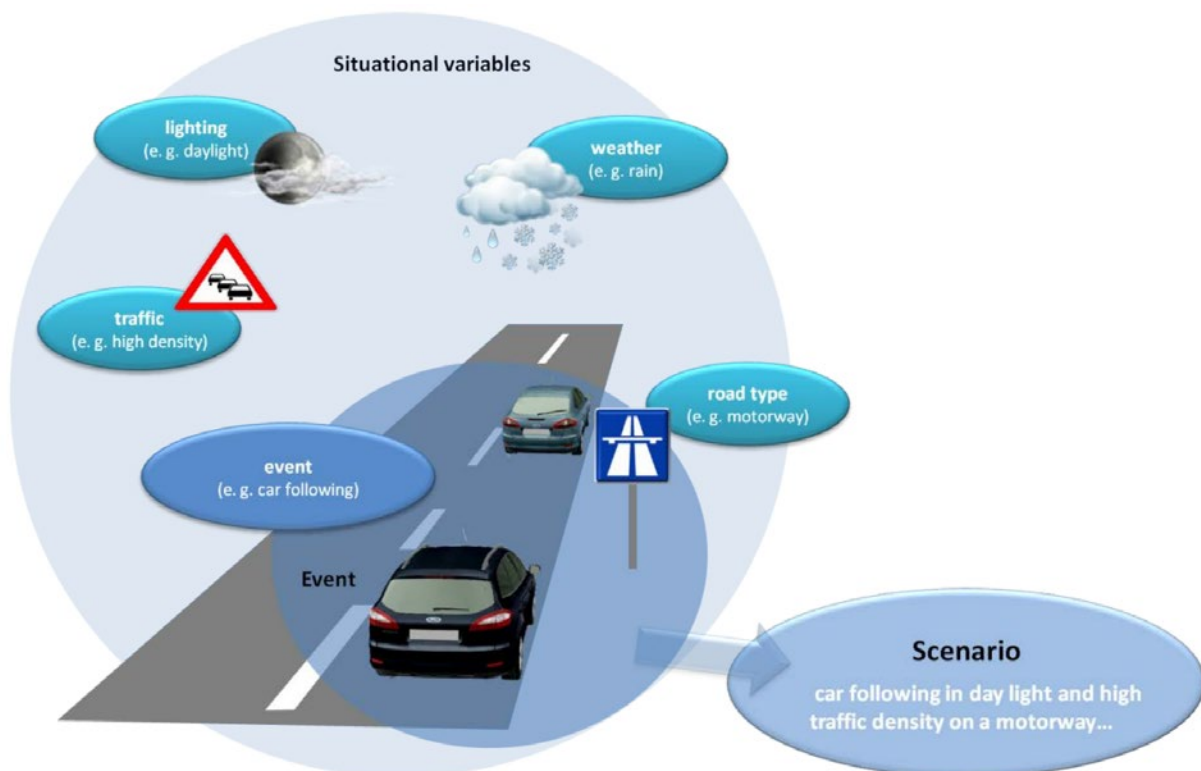 Situational variables
lighting
(e. g. daylight)
weather
(e. g. rain)
traffic
(e. g. high density)
road type
(e. g. motorway)
event
(e. g. car following)
Event
Scenario
car following in day light and high
traffic density on a motorway...